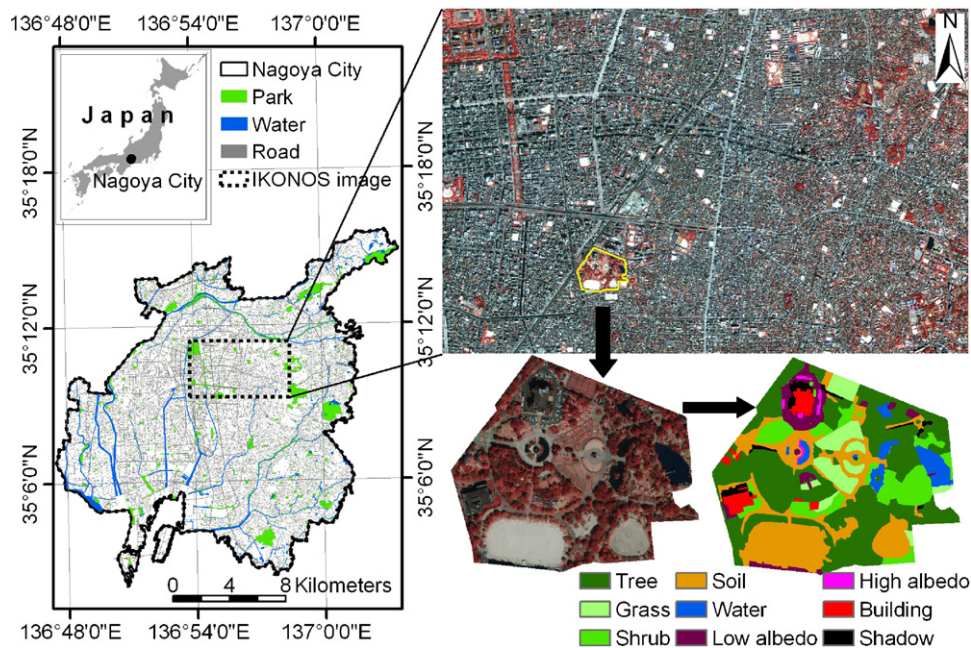 136°48'0"E 136°54'0"E 137°0'0"E
Japan
Nagoya City
Nagoya City
Park
Water
Road
IKONOS image
N
35°18'0"N
35°12'0"N
35°6'0"N
35°18'0"N
35°12'0"N
35°6'0"N
0 4 8 Kilometers
136°48'0"E 136°54'0"E 137°0'0"E
Tree Soil High albedo
Grass Water Building
Shrub Low albedo Shadow